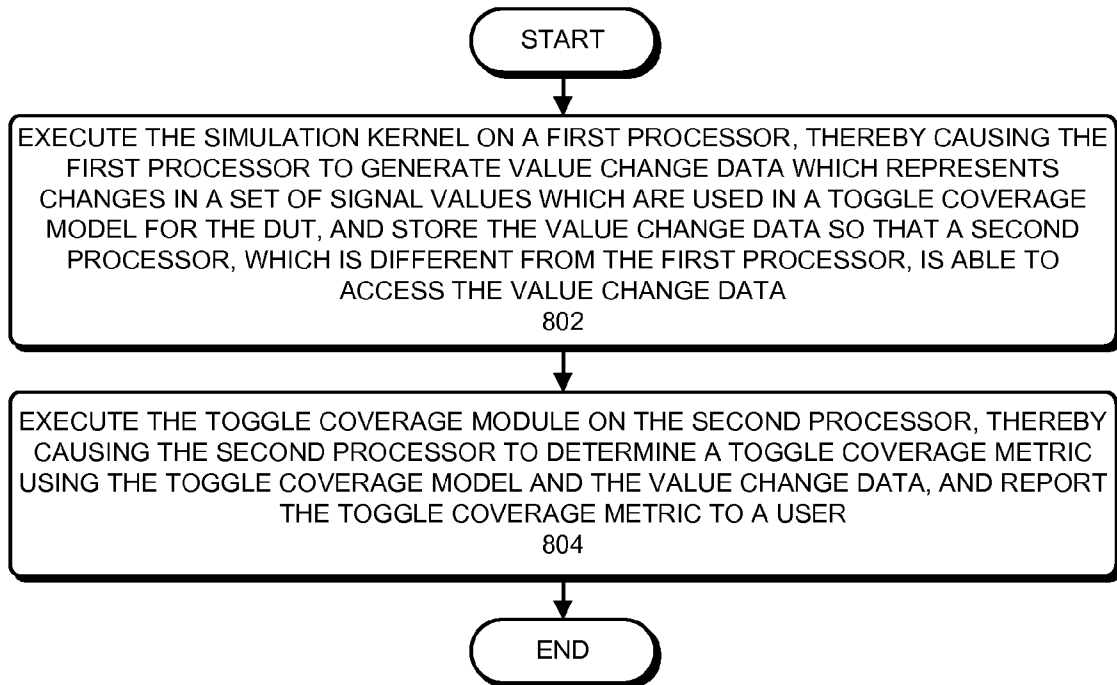 START
EXECUTE THE SIMULATION KERNEL ON A FIRST PROCESSOR, THEREBY CAUSING THE
FIRST PROCESSOR TO GENERATE VALUE CHANGE DATA WHICH REPRESENTS
CHANGES IN A SET OF SIGNAL VALUES WHICH ARE USED IN A TOGGLE COVERAGE
MODEL FOR THE DUT, AND STORE THE VALUE CHANGE DATA SO THAT A SECOND
PROCESSOR, WHICH IS DIFFERENT FROM THE FIRST PROCESSOR, IS ABLE TO
ACCESS THE VALUE CHANGE DATA
802
EXECUTE THE TOGGLE COVERAGE MODULE ON THE SECOND PROCESSOR, THEREBY
CAUSING THE SECOND PROCESSOR TO DETERMINE A TOGGLE COVERAGE METRIC
USING THE TOGGLE COVERAGE MODEL AND THE VALUE CHANGE DATA, AND REPORT
THE TOGGLE COVERAGE METRIC TO A USER
804
END